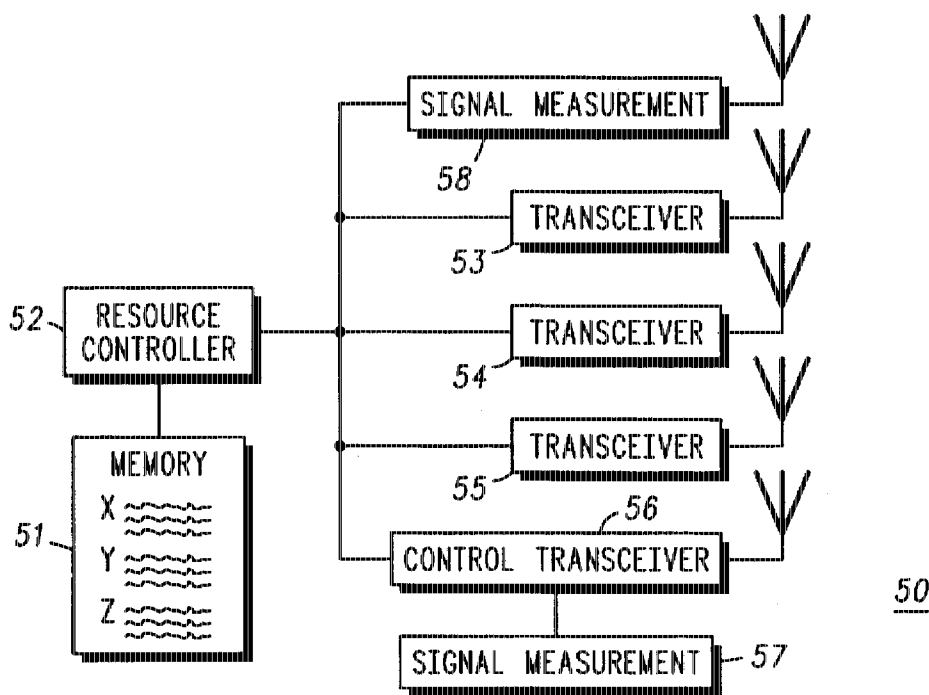 SIGNAL MEASUREMENT
58
TRANSCEIVER
53
52
RESOURCE
CONTROLLER
TRANSCEIVER
54
TRANSCEIVER
55
MEMORY
X
Y
Z
51
56
CONTROL TRANSCEIVER
50
SIGNAL MEASUREMENT
57